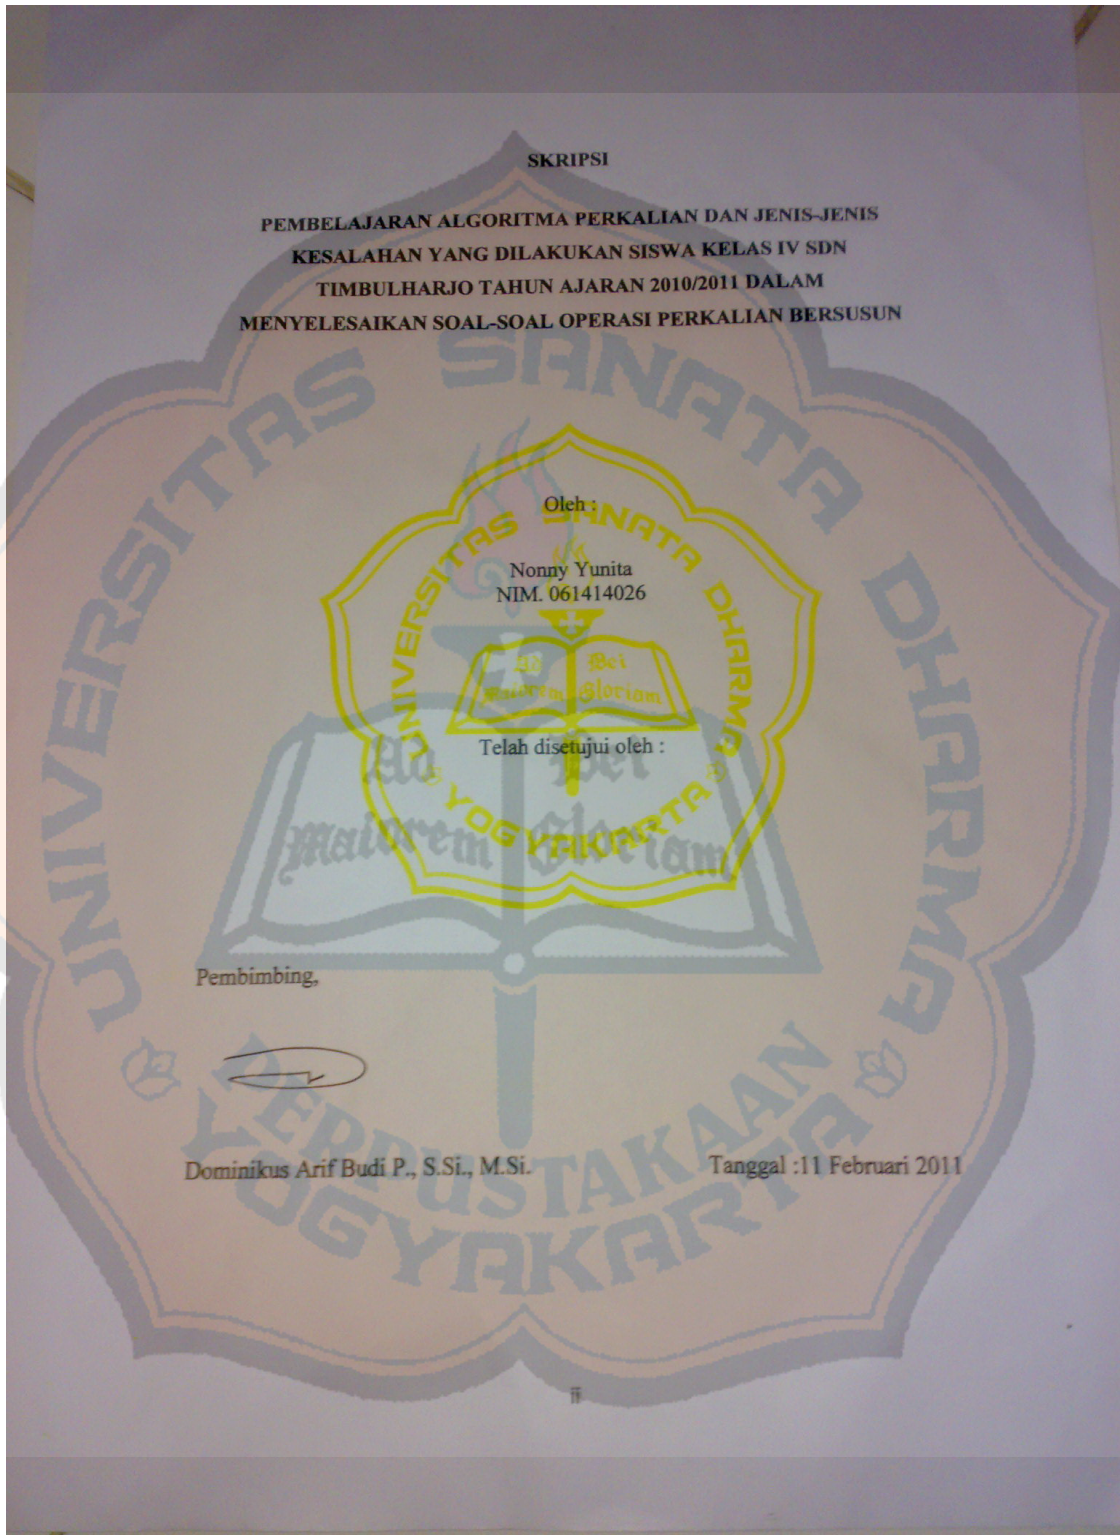 SKRIPSI
PEMBELAJARAN ALGORITMA PERKALIAN DAN JENIS-JENIS
KESALAHAN YANG DILAKUKAN SISWA KELAS IV SDN
TIMBULHARJO TAHUN AJARAN 2010/2011 DALAM
MENYELESAIKAN SOAL-SOAL OPERASI PERKALIAN BERSUSUN
UNIVERSITAS SANATA DHARMA
Oleh :
UNIVERSITAS SANATA DHARMA
Nonny Yunita
NIM. 061414026
Ad Dei
Maiorem Gloriam
Telah disetujui oleh :
Ad Dei
Maiorem Gloriam
YOGYAKARTA
Pembimbing,
Dominikus Arif Budi P., S.Si., M.Si. Tanggal :11 Februari 2011
PERPUSTAKAAN
YOGYAKARTA
ii